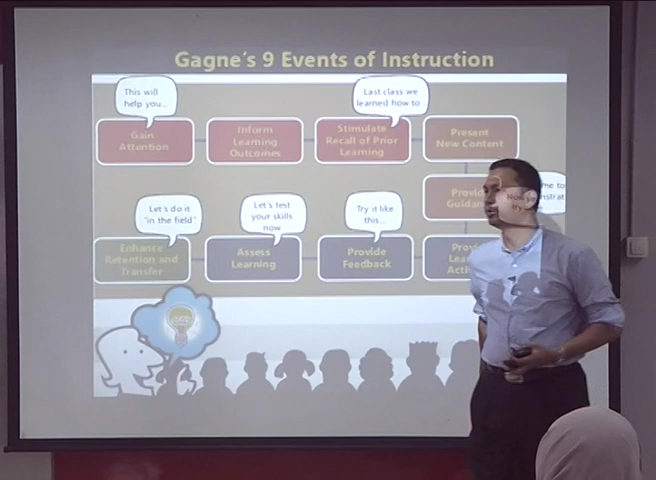 Gagne's 9 Events of Instruction
This will
help you...
Last class we
learned how to
Gain
Attention
Inform
Learning
Outcomes
Stimulate
Recall of Prior
Learning
Present
New Content
Let's do it
"in the field"
Let's test
your skills
now
Try it like
this...
Enhance
Retention and
Transfer
Assess
Learning
Provide
Feedback